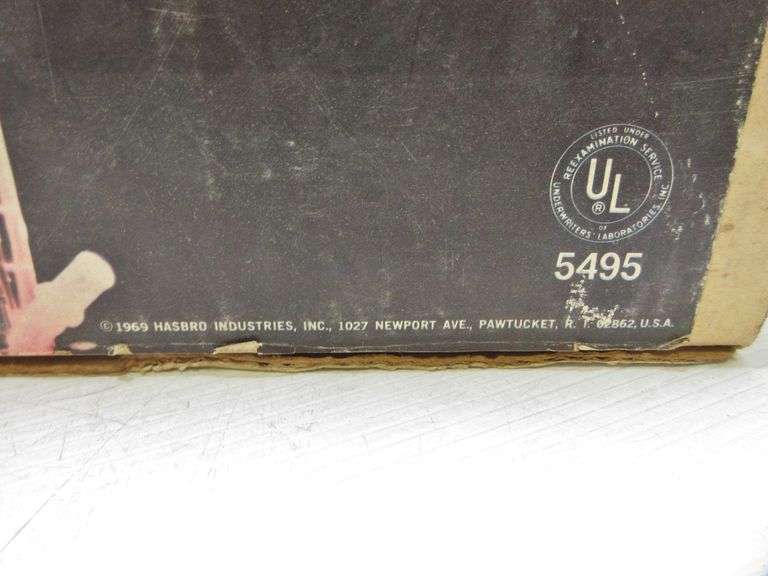 LISTED UNDER
REEXAMINATION SERVICE
UL
®
OF
UNDERWRITERS' LABORATORIES, INC.
5495
© 1969 HASBRO INDUSTRIES, INC., 1027 NEWPORT AVE., PAWTUCKET, R. I. 02862, U.S.A.